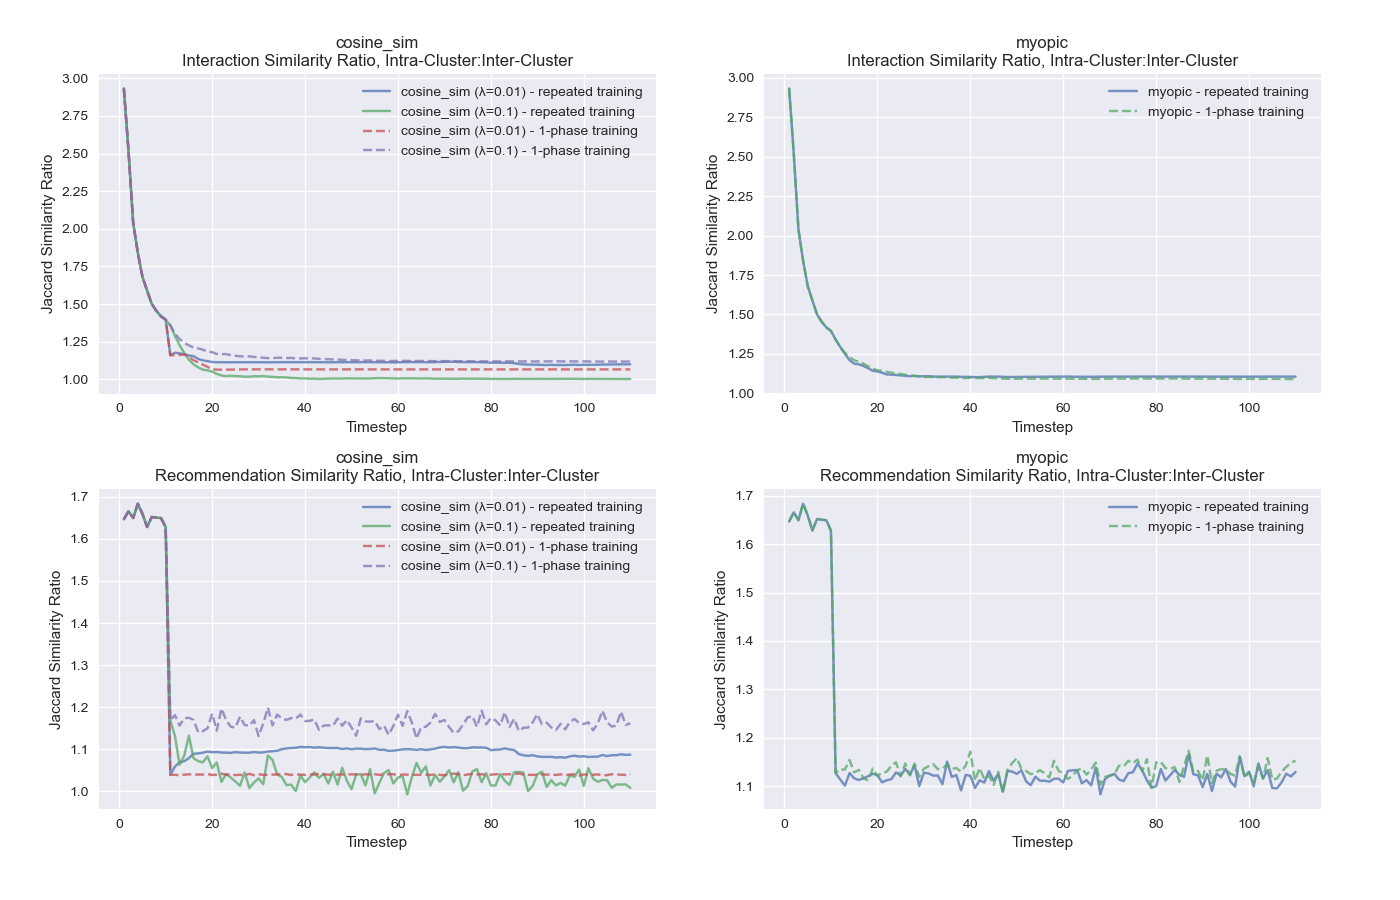 cosine_sim
Interaction Similarity Ratio, Intra-Cluster:Inter-Cluster
3.00
2.75
2.50
2.25
2.00
1.75
1.50
1.25
1.00
Jaccard Similarity Ratio
cosine_sim (λ=0.01) - repeated training
cosine_sim (λ=0.1) - repeated training
cosine_sim (λ=0.01) - 1-phase training
cosine_sim (λ=0.1) - 1-phase training
0 20 40 60 80 100
Timestep
myopic
Interaction Similarity Ratio, Intra-Cluster:Inter-Cluster
3.00
2.75
2.50
2.25
2.00
1.75
1.50
1.25
1.00
Jaccard Similarity Ratio
myopic - repeated training
myopic - 1-phase training
0 20 40 60 80 100
Timestep
cosine_sim
Recommendation Similarity Ratio, Intra-Cluster:Inter-Cluster
1.7
1.6
1.5
1.4
1.3
1.2
1.1
1.0
Jaccard Similarity Ratio
cosine_sim (λ=0.01) - repeated training
cosine_sim (λ=0.1) - repeated training
cosine_sim (λ=0.01) - 1-phase training
cosine_sim (λ=0.1) - 1-phase training
0 20 40 60 80 100
Timestep
myopic
Recommendation Similarity Ratio, Intra-Cluster:Inter-Cluster
1.7
1.6
1.5
1.4
1.3
1.2
1.1
Jaccard Similarity Ratio
myopic - repeated training
myopic - 1-phase training
0 20 40 60 80 100
Timestep